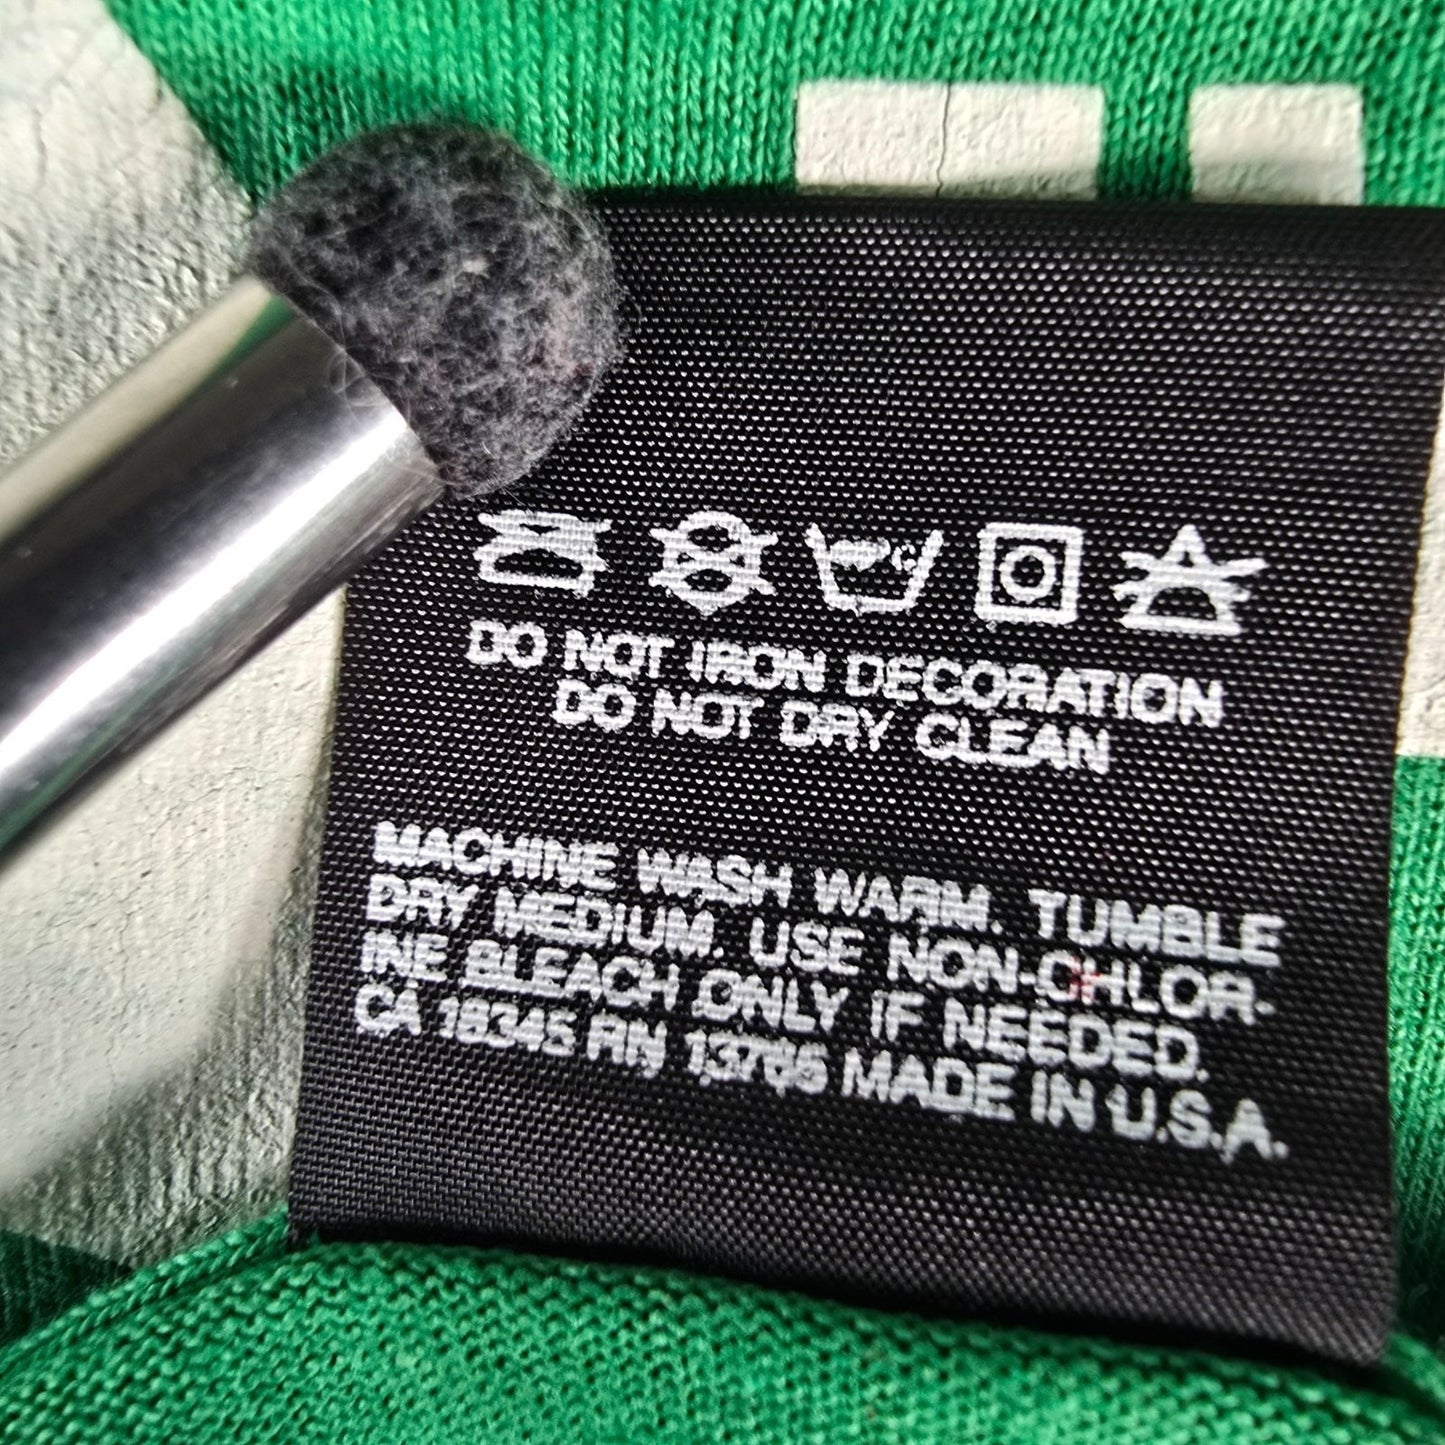 DO NOT IRON DECORATION
DO NOT DRY CLEAN
MACHINE WASH WARM. TUMBLE
DRY MEDIUM. USE NON-CHLOR-
INE BLEACH ONLY IF NEEDED.
CA 18345 RN 13765 MADE IN U.S.A.